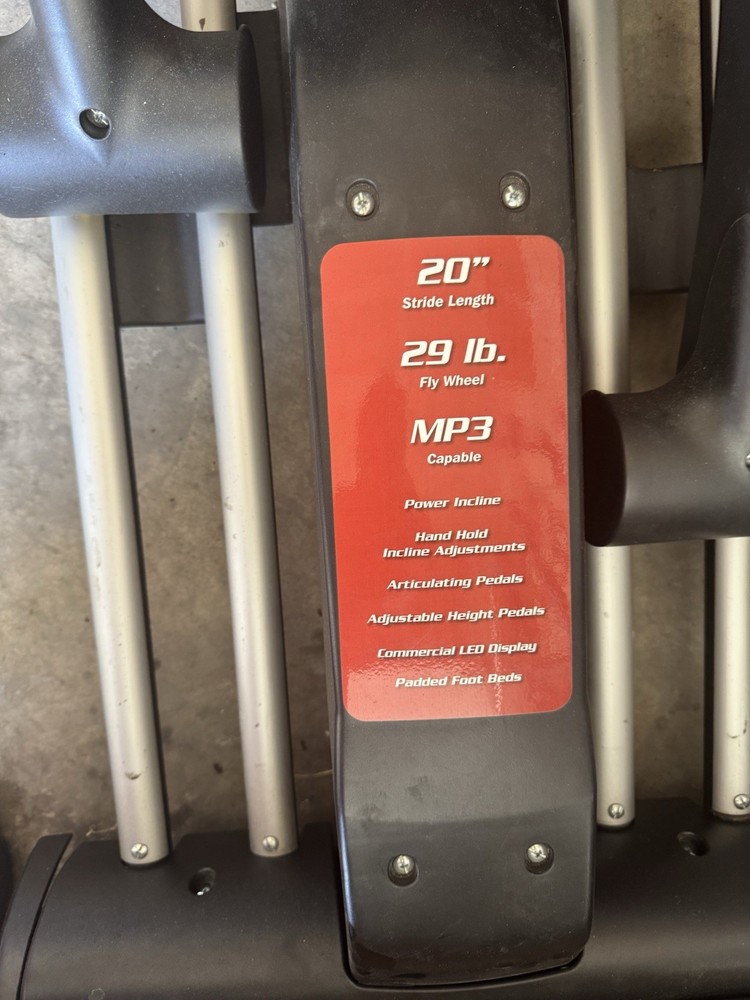 20”
Stride Length
29 lb.
Fly Wheel
MP3
Capable
Power Incline
Hand Hold
Incline Adjustments
Articulating Pedals
Adjustable Height Pedals
Commercial LED Display
Padded Foot Beds